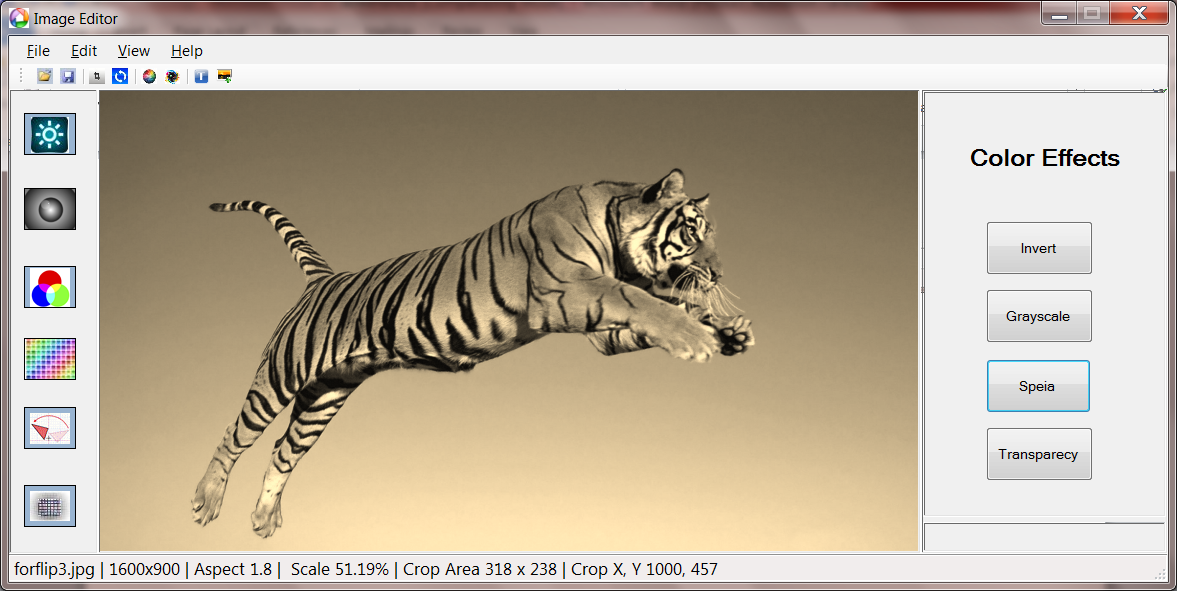 Image Editor
File Edit View Help
Color Effects
Invert
Grayscale
Speia
Transparecy
forflip3.jpg | 1600x900 | Aspect 1.8 | Scale 51.19% | Crop Area 318 x 238 | Crop X, Y 1000, 457